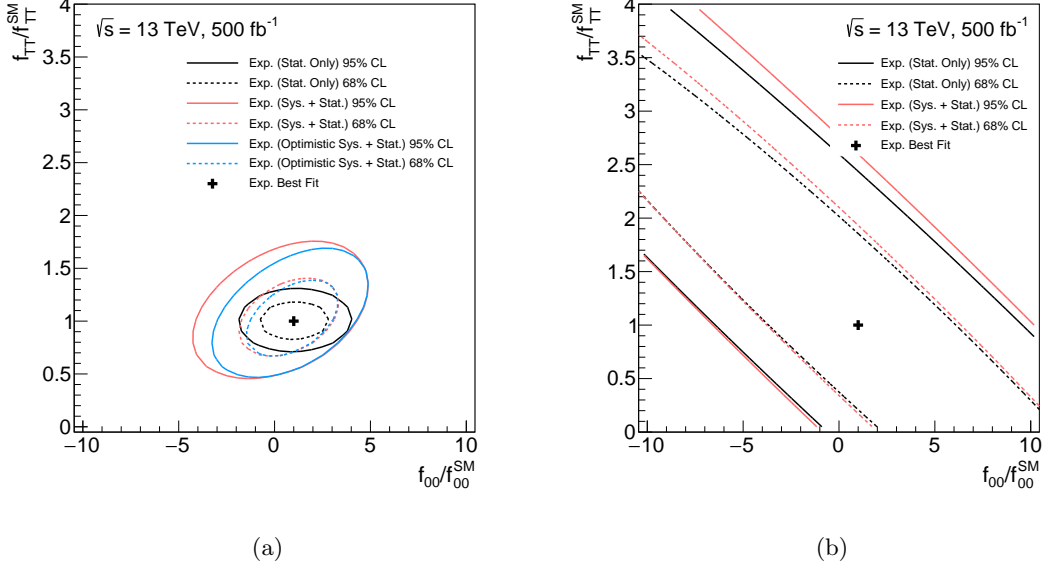 √s = 13 TeV, 500 fb⁻¹
Exp. (Stat. Only) 95% CL
Exp. (Stat. Only) 68% CL
Exp. (Sys. + Stat.) 95% CL
Exp. (Sys. + Stat.) 68% CL
Exp. (Optimistic Sys. + Stat.) 95% CL
Exp. (Optimistic Sys. + Stat.) 68% CL
Exp. Best Fit
f_TT/f_TT^SM
4
3.5
3
2.5
2
1.5
1
0.5
0
−10 −5 0 5 10
f_00/f_00^SM
(a)
√s = 13 TeV, 500 fb⁻¹
Exp. (Stat. Only) 95% CL
Exp. (Stat. Only) 68% CL
Exp. (Sys. + Stat.) 95% CL
Exp. (Sys. + Stat.) 68% CL
Exp. Best Fit
f_TT/f_TT^SM
4
3.5
3
2.5
2
1.5
1
0.5
0
−10 −5 0 5 10
f_00/f_00^SM
(b)